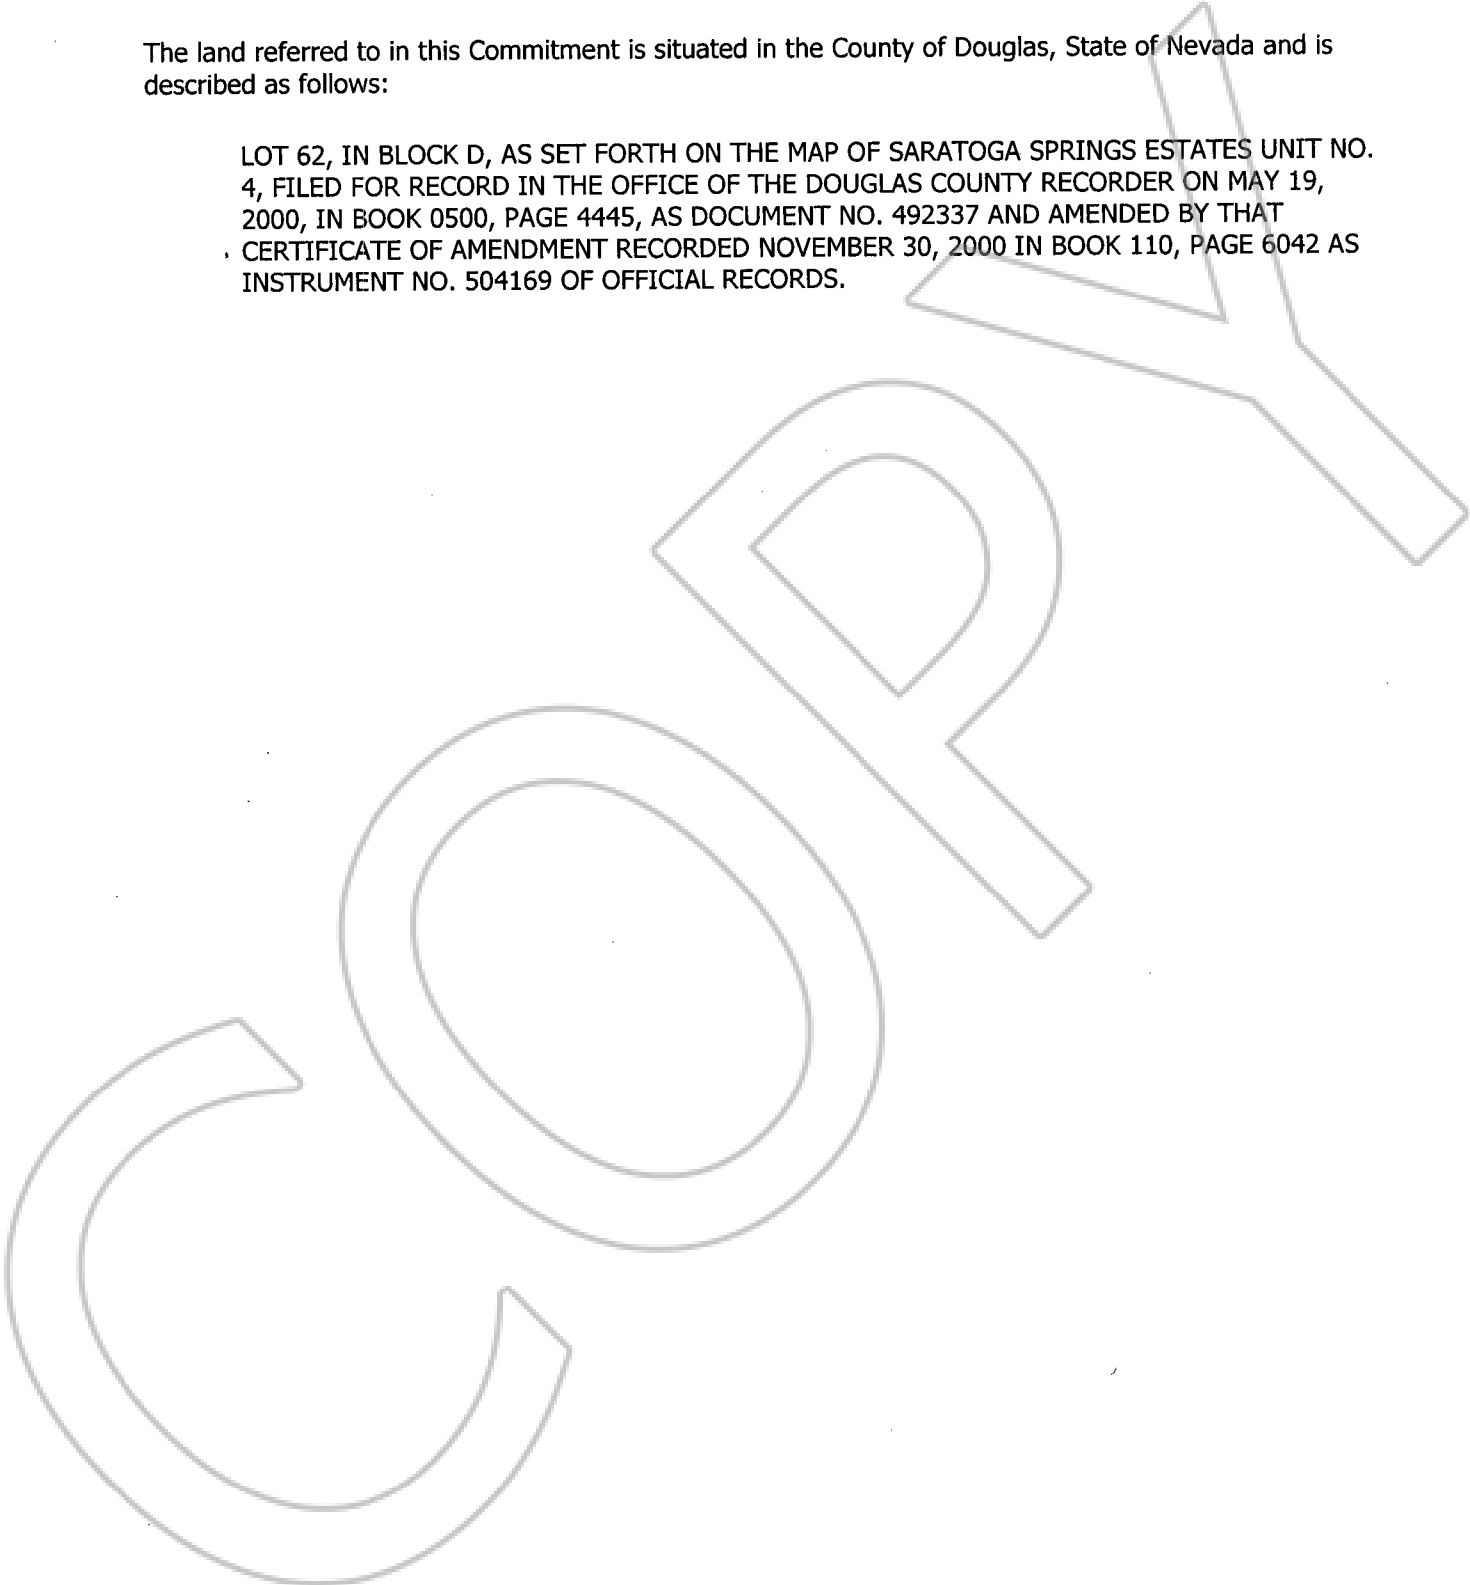 The land referred to in this Commitment is situated in the County of Douglas, State of Nevada and is
described as follows:
LOT 62, IN BLOCK D, AS SET FORTH ON THE MAP OF SARATOGA SPRINGS ESTATES UNIT NO.
4, FILED FOR RECORD IN THE OFFICE OF THE DOUGLAS COUNTY RECORDER ON MAY 19,
2000, IN BOOK 0500, PAGE 4445, AS DOCUMENT NO. 492337 AND AMENDED BY THAT
CERTIFICATE OF AMENDMENT RECORDED NOVEMBER 30, 2000 IN BOOK 110, PAGE 6042 AS
INSTRUMENT NO. 504169 OF OFFICIAL RECORDS.
COPY